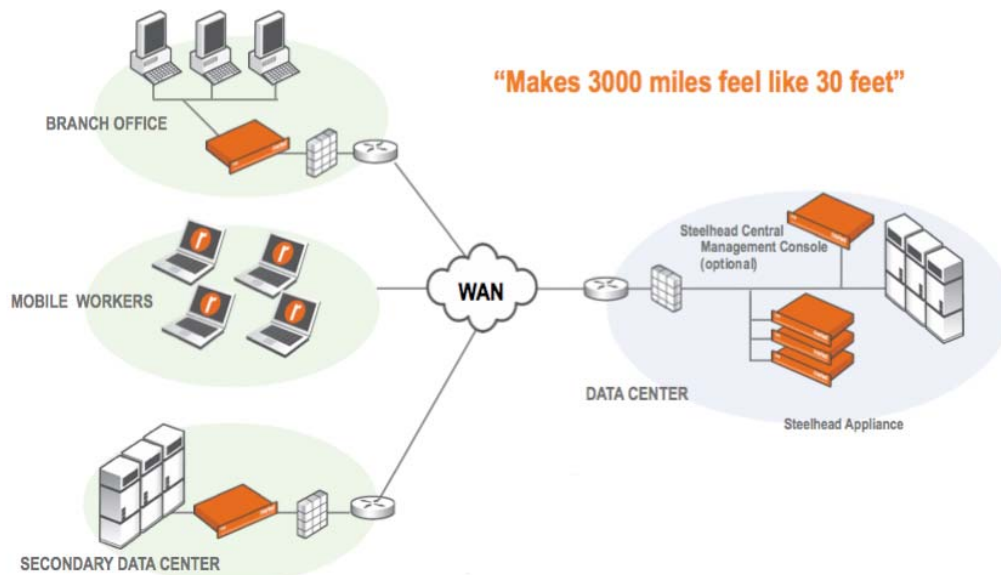 “Makes 3000 miles feel like 30 feet”
BRANCH OFFICE
Steelhead Central
Management Console
(optional)
MOBILE WORKERS
r
r
r
r
WAN
DATA CENTER
Steelhead Appliance
SECONDARY DATA CENTER